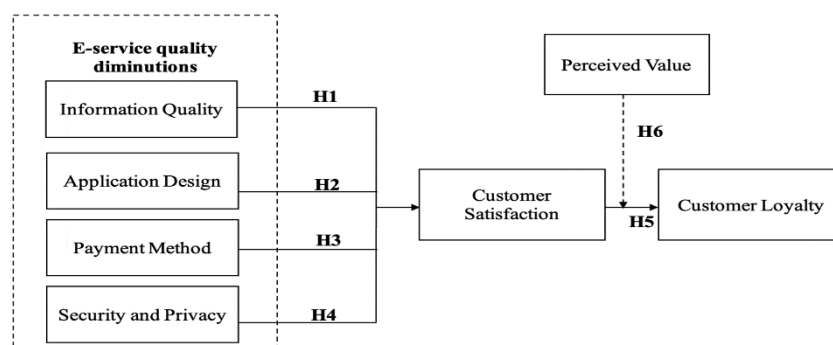 E-service quality
diminutions
Information Quality
H1
Application Design
H2
Payment Method
H3
Security and Privacy
H4
Customer
Satisfaction
Perceived Value
H6
H5
Customer Loyalty